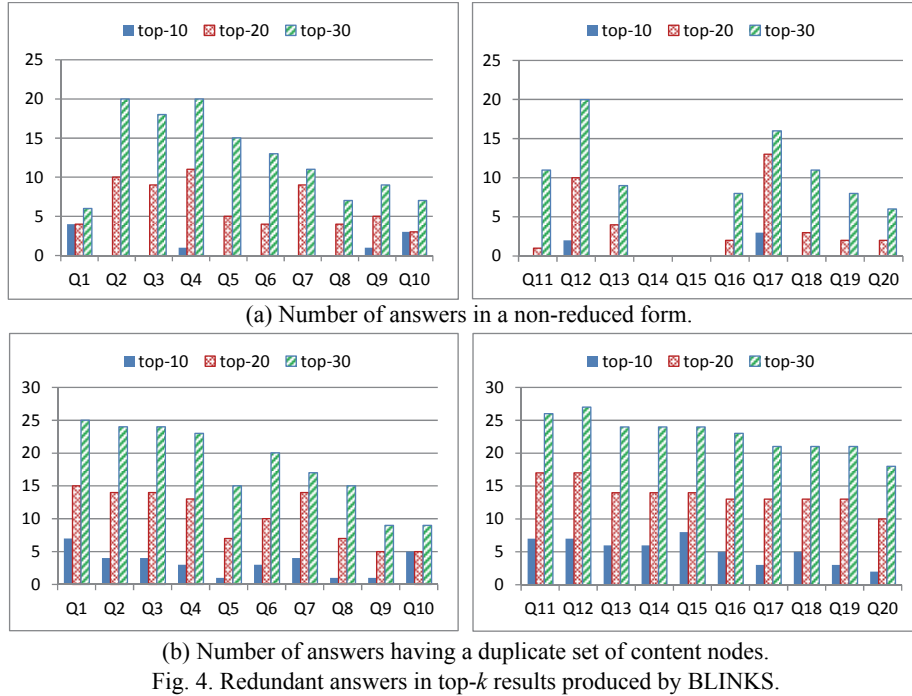 top-10 top-20 top-30
25
20
15
10
5
0
Q1 Q2 Q3 Q4 Q5 Q6 Q7 Q8 Q9 Q10
top-10 top-20 top-30
25
20
15
10
5
0
Q11 Q12 Q13 Q14 Q15 Q16 Q17 Q18 Q19 Q20
(a) Number of answers in a non-reduced form.
top-10 top-20 top-30
30
25
20
15
10
5
0
Q1 Q2 Q3 Q4 Q5 Q6 Q7 Q8 Q9 Q10
top-10 top-20 top-30
30
25
20
15
10
5
0
Q11 Q12 Q13 Q14 Q15 Q16 Q17 Q18 Q19 Q20
(b) Number of answers having a duplicate set of content nodes.
Fig. 4. Redundant answers in top-k results produced by BLINKS.